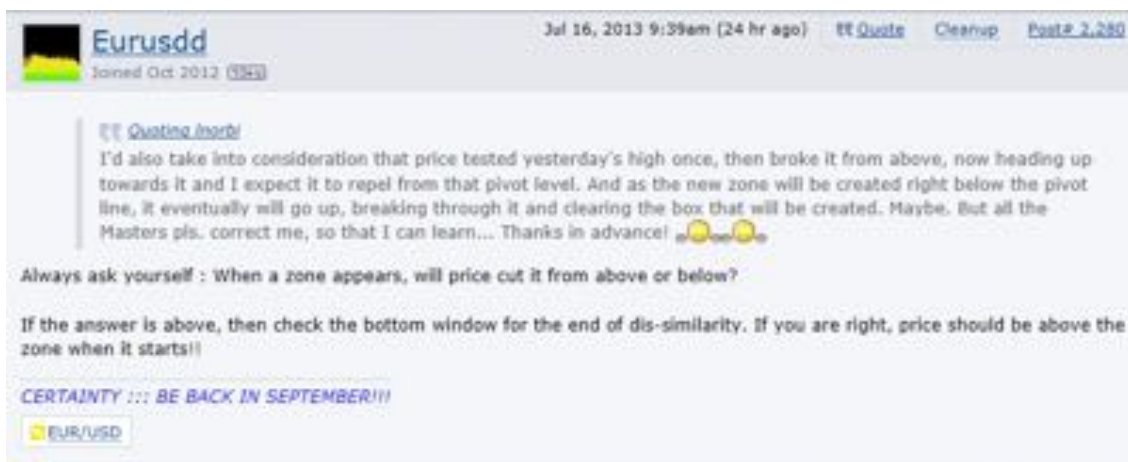 Eurusdd
Jul 16, 2013 9:39am (24 hr ago) Quote Cleanup Post# 2,280
Joined Oct 2012
Quoting Inorbi
I'd also take into consideration that price tested yesterday's high once, then broke it from above, now heading up
towards it and I expect it to repel from that pivot level. And as the new zone will be created right below the pivot
line, it eventually will go up, breaking through it and clearing the box that will be created. Maybe. But all the
Masters pls. correct me, so that I can learn... Thanks in advance!
Always ask yourself : When a zone appears, will price cut it from above or below?
If the answer is above, then check the bottom window for the end of dis-similarity. If you are right, price should be above the
zone when it starts!!
CERTAINTY ::: BE BACK IN SEPTEMBER!!!
EUR/USD